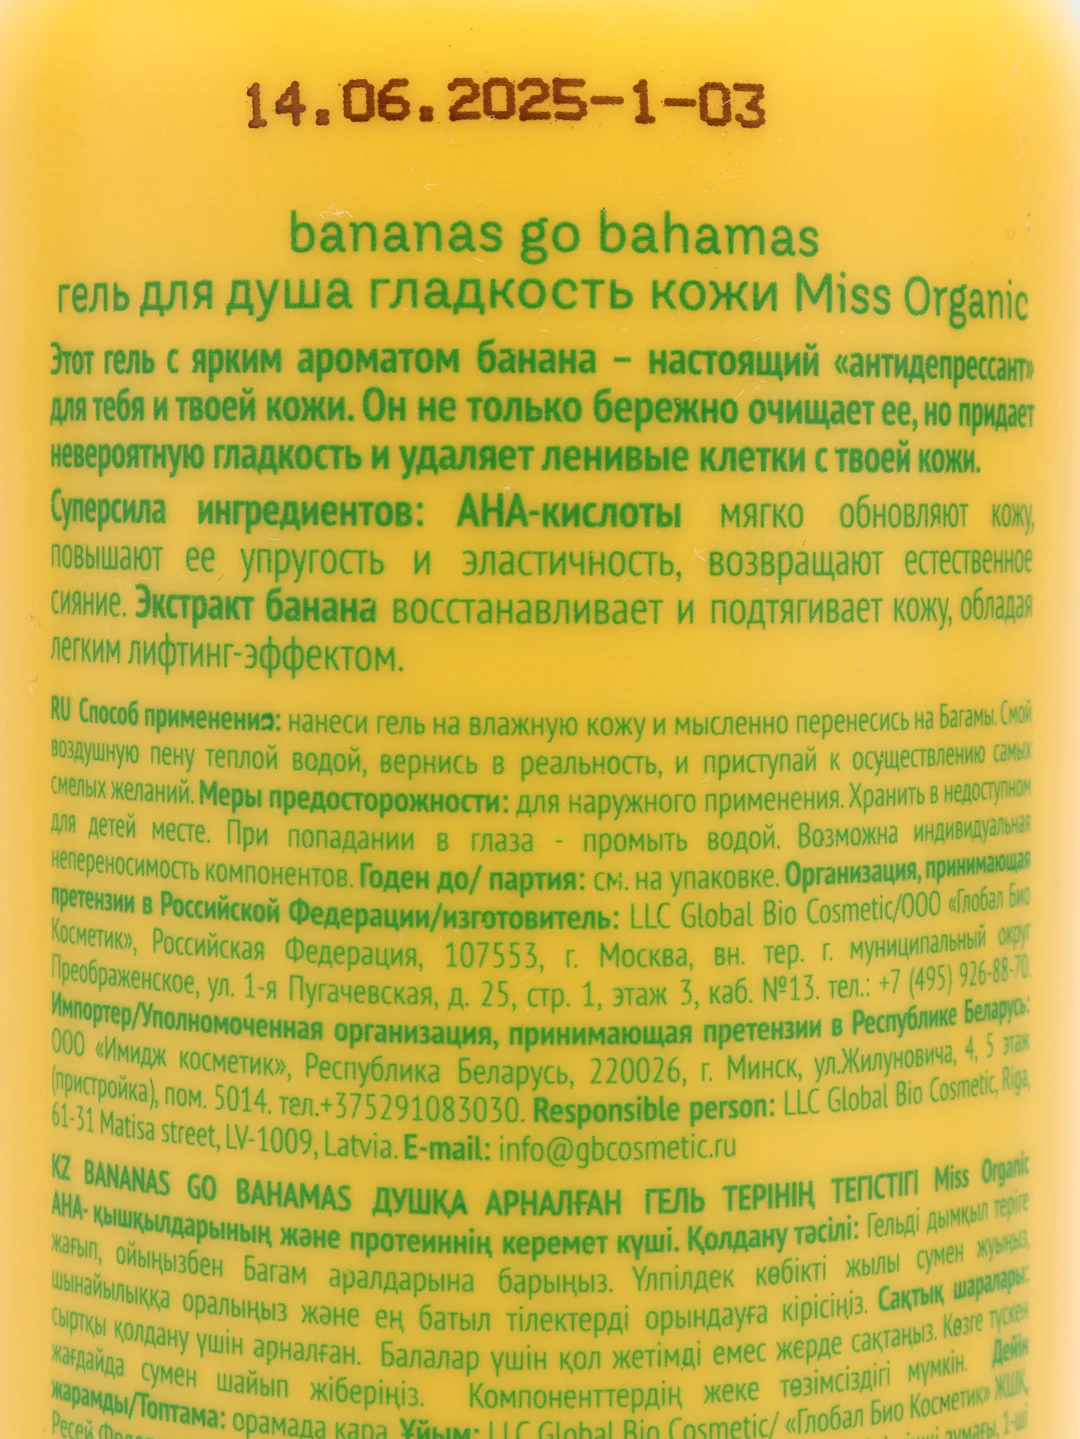 14.06.2025-1-03
bananas go bahamas
гель для душа гладкость кожи Miss Organic
Этот гель с ярким ароматом банана – настоящий «антидепрессант»
для тебя и твоей кожи. Он не только бережно очищает ее, но придает
невероятную гладкость и удаляет ленивые клетки с твоей кожи.
Суперсила ингредиентов: АНА-кислоты мягко обновляют кожу,
повышают ее упругость и эластичность, возвращают естественное
сияние. Экстракт банана восстанавливает и подтягивает кожу, обладая
легким лифтинг-эффектом.
RU Способ применения: нанеси гель на влажную кожу и мысленно перенесись на Багамы. Смой
воздушную пену теплой водой, вернись в реальность, и приступай к осуществлению самых
смелых желаний. Меры предосторожности: для наружного применения. Хранить в недоступном
для детей месте. При попадании в глаза - промыть водой. Возможна индивидуальная
непереносимость компонентов. Годен до/ партия: см. на упаковке. Организация, принимающая
претензии в Российской Федерации/изготовитель: LLC Global Bio Cosmetic/ООО «Глобал Био
Косметик», Российская Федерация, 107553, г. Москва, вн. тер. г. муниципальный округ
Преображенское, ул. 1-я Пугачевская, д. 25, стр. 1, этаж 3, каб. №13. тел.: +7 (495) 926-88-70.
Импортер/Уполномоченная организация, принимающая претензии в Республике Беларусь:
ООО «Имидж косметик», Республика Беларусь, 220026, г. Минск, ул.Жилуновича, 4, 5 этаж
(пристройка), пом. 5014. тел.+375291083030. Responsible person: LLC Global Bio Cosmetic, Riga,
61-31 Matisa street, LV-1009, Latvia. E-mail: info@gbcosmetic.ru
KZ BANANAS GO BAHAMAS ДУШҚА АРНАЛҒАН ГЕЛЬ ТЕРІНІҢ ТЕГІСТІГІ Miss Organic
АНА- қышқылдарының және протеиннің керемет күші. Қолдану тәсілі: Гельді дымқыл теріге
жағып, ойыңызбен Багам аралдарына барыңыз. Үлпілдек көбікті жылы сумен жуыңыз,
шынайылыққа оралыңыз және ең батыл тілектерді орындауға кірісіңіз. Сақтық шаралары:
сыртқы қолдану үшін арналған. Балалар үшін қол жетімді емес жерде сақтаңыз. Көзге түскен
жағдайда сумен шайып жіберіңіз. Компоненттердің жеке төзімсіздігі мүмкін. Дейін
жарамды/Топтама: орамада қара. Ұйым: LLC Global Bio Cosmetic/ «Глобал Био Косметик» ЖШҚ,
Ресей аумағы, 1-ші